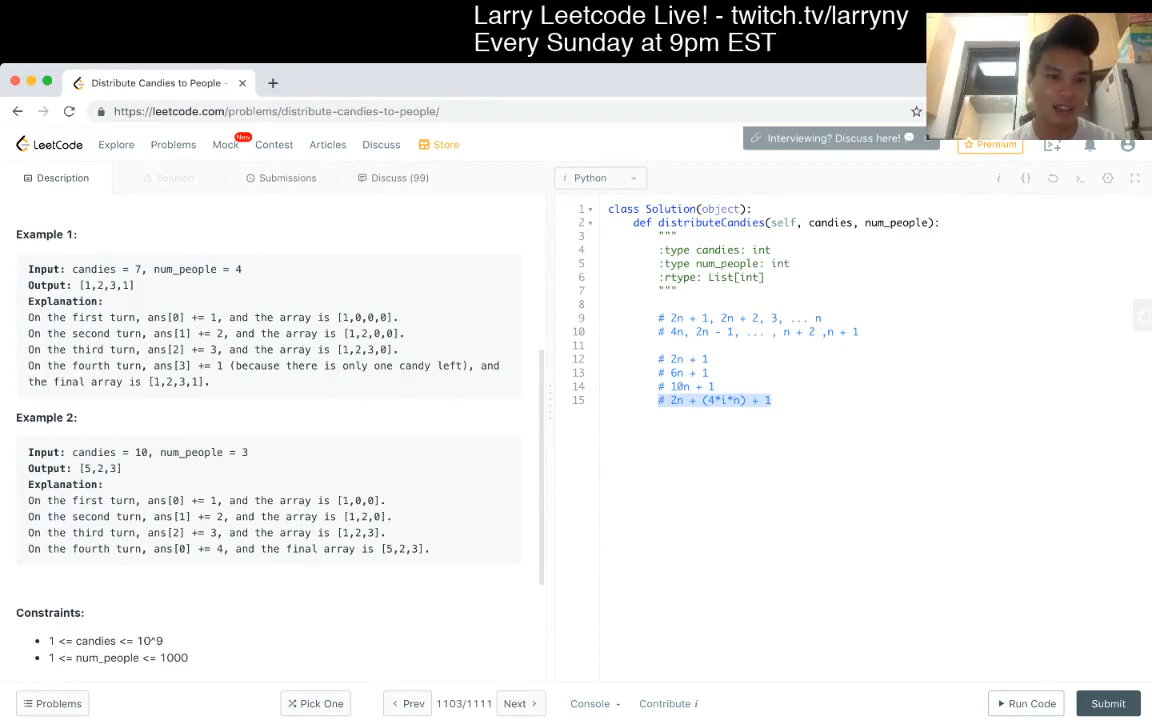 Larry Leetcode Live! - twitch.tv/larryny
Every Sunday at 9pm EST
Distribute Candies to People -
https://leetcode.com/problems/distribute-candies-to-people/
LeetCode
Explore
Problems
Mock
New
Contest
Articles
Discuss
Store
Interviewing? Discuss here!
Premium
Description
Solution
Submissions
Discuss (99)
i Python
Example 1:
Input: candies = 7, num_people = 4
Output: [1,2,3,1]
Explanation:
On the first turn, ans[0] += 1, and the array is [1,0,0,0].
On the second turn, ans[1] += 2, and the array is [1,2,0,0].
On the third turn, ans[2] += 3, and the array is [1,2,3,0].
On the fourth turn, ans[3] += 1 (because there is only one candy left), and
the final array is [1,2,3,1].
Example 2:
Input: candies = 10, num_people = 3
Output: [5,2,3]
Explanation:
On the first turn, ans[0] += 1, and the array is [1,0,0].
On the second turn, ans[1] += 2, and the array is [1,2,0].
On the third turn, ans[2] += 3, and the array is [1,2,3].
On the fourth turn, ans[0] += 4, and the final array is [5,2,3].
Constraints:
1 <= candies <= 10^9
1 <= num_people <= 1000
1 class Solution(object):
2 def distributeCandies(self, candies, num_people):
3 """
4 :type candies: int
5 :type num_people: int
6 :rtype: List[int]
7 """
8
9 # 2n + 1, 2n + 2, 3, ... n
10 # 4n, 2n - 1, ... , n + 2 ,n + 1
11
12 # 2n + 1
13 # 6n + 1
14 # 10n + 1
15 # 2n + (4*i*n) + 1
Problems
Pick One
Prev
1103/1111
Next
Console
Contribute i
Run Code
Submit